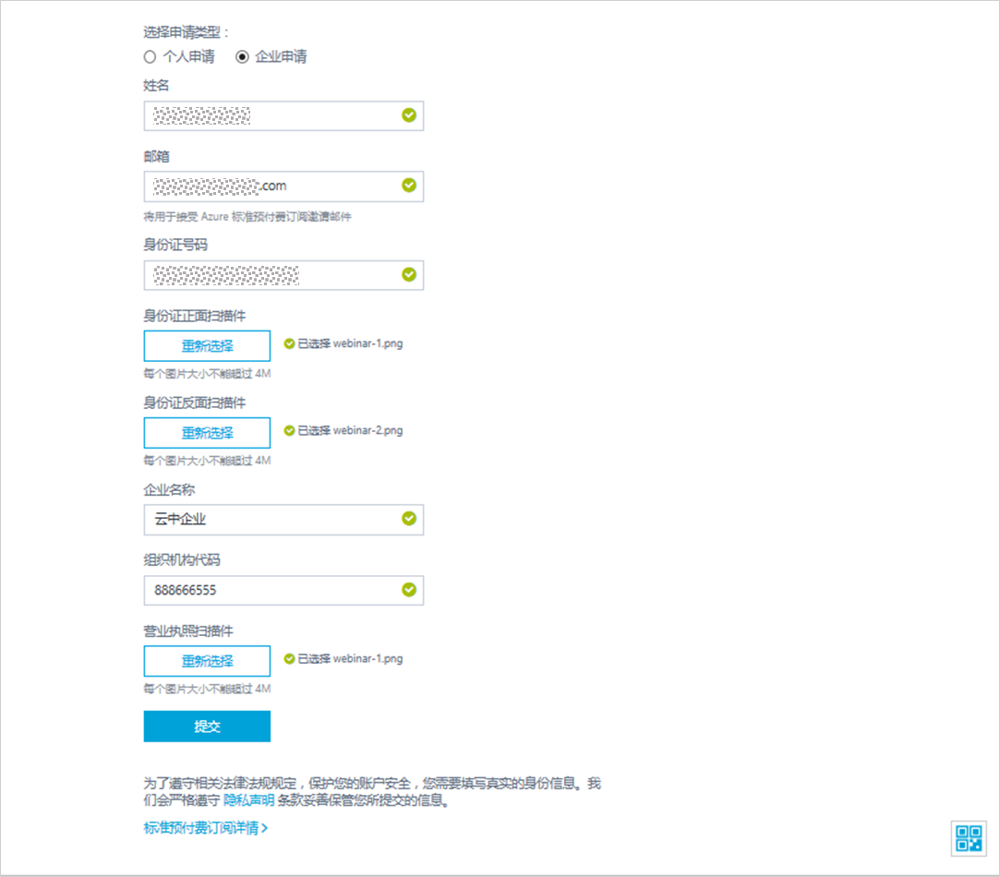 选择申请类型：
个人申请 企业申请
姓名
邮箱
.com
将用于接受 Azure 标准预付费订阅邀请邮件
身份证号码
身份证正面扫描件
重新选择 已选择 webinar-1.png
每个图片大小不能超过 4M
身份证反面扫描件
重新选择 已选择 webinar-2.png
每个图片大小不能超过 4M
企业名称
云中企业
组织机构代码
888666555
营业执照扫描件
重新选择 已选择 webinar-1.png
每个图片大小不能超过 4M
提交
为了遵守相关法律法规规定，保护您的账户安全，您需要填写真实的身份信息。我
们会严格遵守 隐私声明 条款妥善保管您所提交的信息。
标准预付费订阅详情